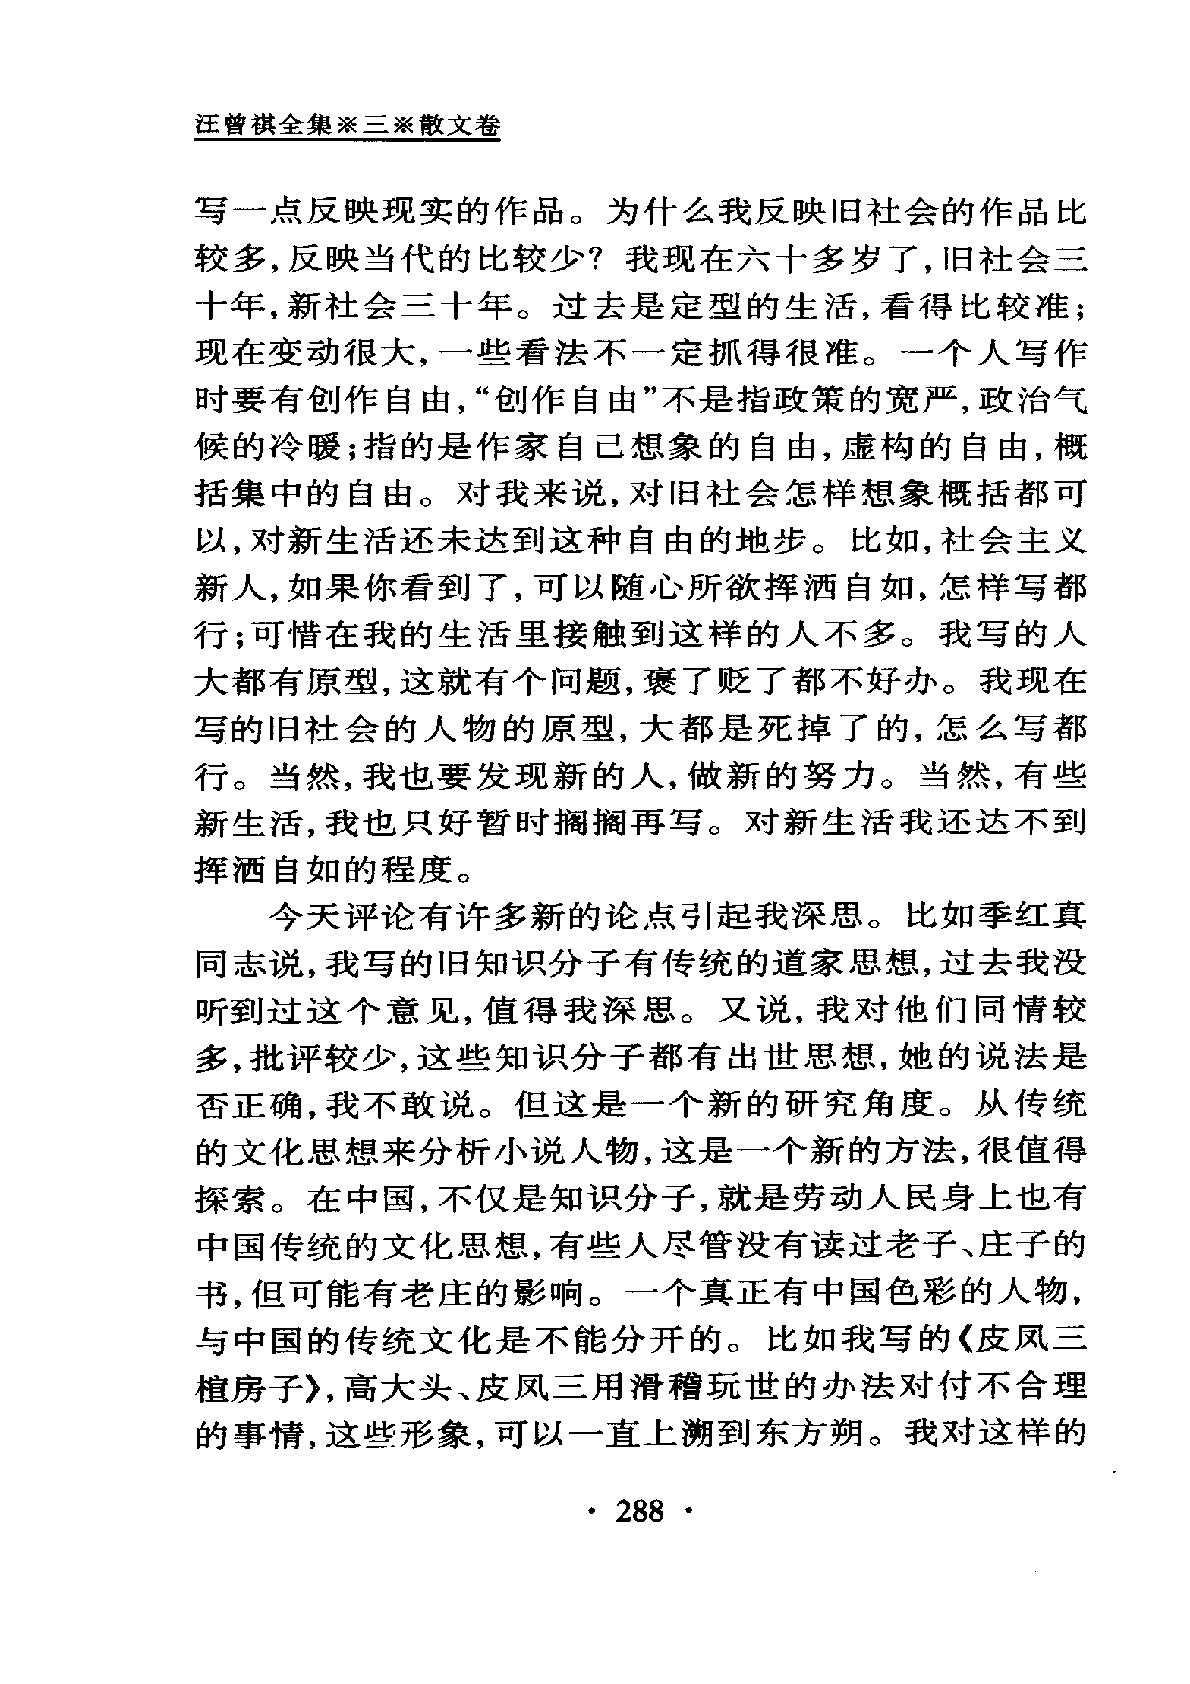 汪曾祺全集※三※散文卷
写一点反映现实的作品。为什么我反映旧社会的作品比
较多,反映当代的比较少?我现在六十多岁了,旧社会三
十年,新社会三十年。过去是定型的生活,看得比较准;
现在变动很大,一些看法不一定抓得很准。一个人写作
时要有创作自由,“创作自由”不是指政策的宽严,政治气
候的冷暖;指的是作家自己想象的自由,虚构的自由,概
括集中的自由。对我来说,对旧社会怎样想象概括都可
以,对新生活还未达到这种自由的地步。比如,社会主义
新人,如果你看到了,可以随心所欲挥洒自如,怎样写都
行;可惜在我的生活里接触到这样的人不多。我写的人
大都有原型,这就有个问题,褒了贬了都不好办。我现在
写的旧社会的人物的原型,大都是死掉了的,怎么写都
行。当然,我也要发现新的人,做新的努力。当然,有些
新生活,我也只好暂时搁搁再写。对新生活我还达不到
挥洒自如的程度。
今天评论有许多新的论点引起我深思。比如季红真
同志说,我写的旧知识分子有传统的道家思想,过去我没
听到过这个意见,值得我深思。又说,我对他们同情较
多,批评较少,这些知识分子都有出世思想,她的说法是
否正确,我不敢说。但这是一个新的研究角度。从传统
的文化思想来分析小说人物,这是一个新的方法,很值得
探索。在中国,不仅是知识分子,就是劳动人民身上也有
中国传统的文化思想,有些人尽管没有读过老子、庄子的
书,但可能有老庄的影响。一个真正有中国色彩的人物,
与中国的传统文化是不能分开的。比如我写的《皮凤三
楦房子》,高大头、皮凤三用滑稽玩世的办法对付不合理
的事情,这些形象,可以一直上溯到东方朔。我对这样的
· 288 ·